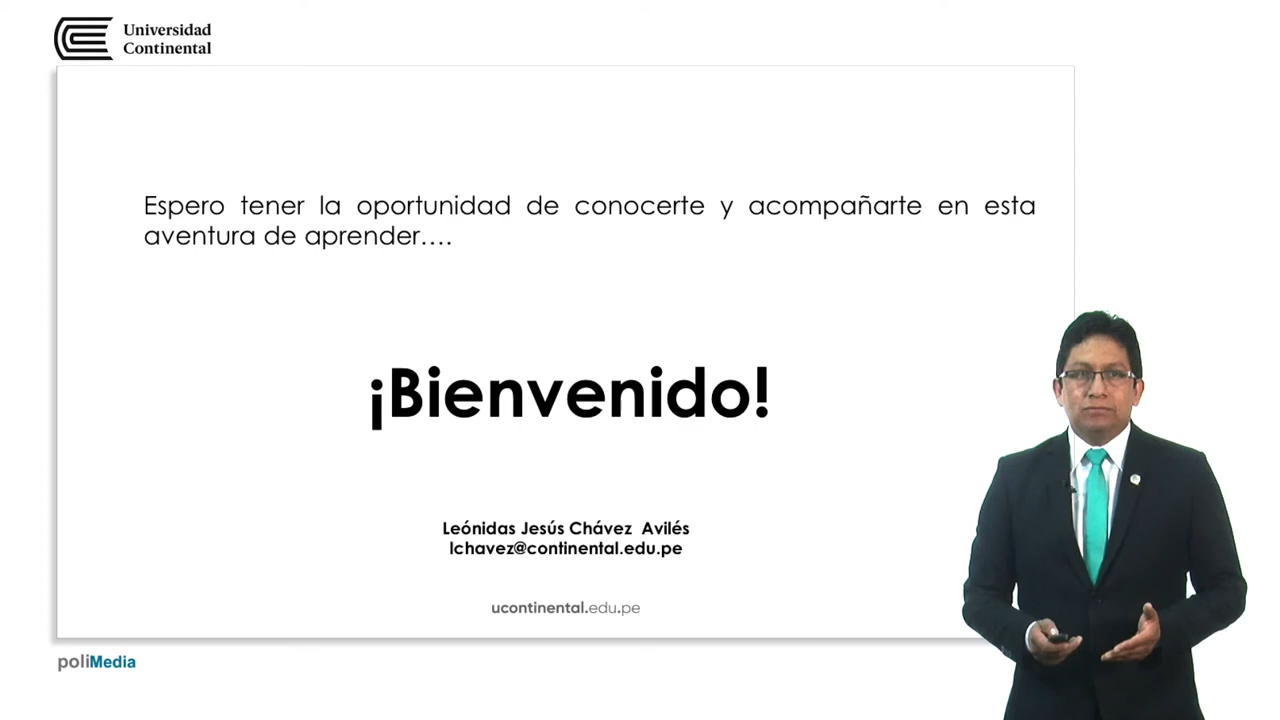 Universidad
Continental
Espero tener la oportunidad de conocerte y acompañarte en esta
aventura de aprender....
¡Bienvenido!
Leónidas Jesús Chávez Avilés
lchavez@continental.edu.pe
ucontinental.edu.pe
poliMedia